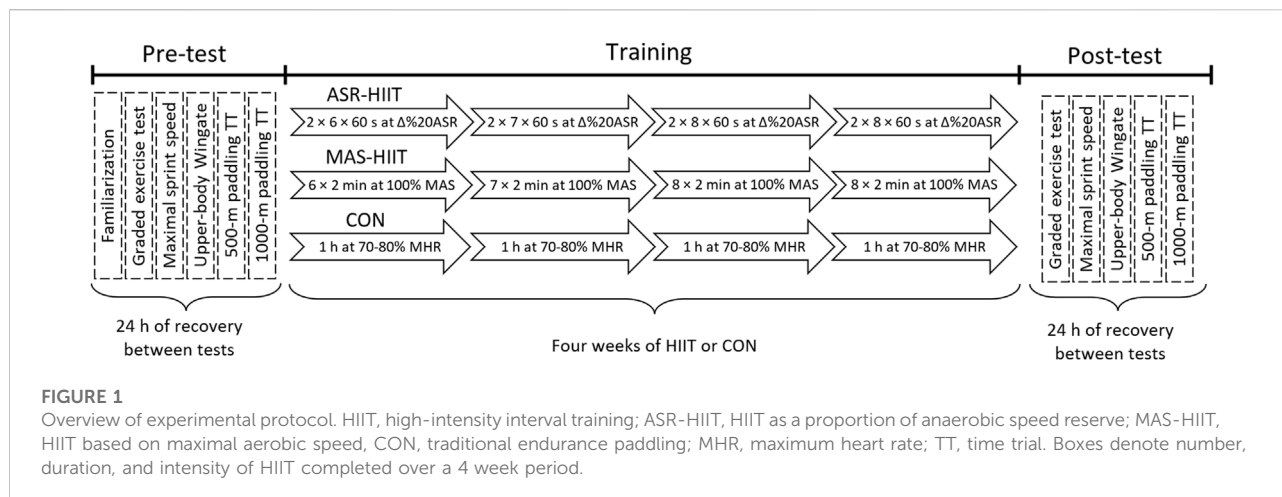 Pre-test
Training
Post-test
Familiarization
Graded exercise test
Maximal sprint speed
Upper-body Wingate
500-m paddling TT
1000-m paddling TT
ASR-HIIT
2 × 6 × 60 s at Δ%20ASR
2 × 7 × 60 s at Δ%20ASR
2 × 8 × 60 s at Δ%20ASR
2 × 8 × 60 s at Δ%20ASR
MAS-HIIT
6 × 2 min at 100% MAS
7 × 2 min at 100% MAS
8 × 2 min at 100% MAS
8 × 2 min at 100% MAS
CON
1 h at 70-80% MHR
1 h at 70-80% MHR
1 h at 70-80% MHR
1 h at 70-80% MHR
Graded exercise test
Maximal sprint speed
Upper-body Wingate
500-m paddling TT
1000-m paddling TT
24 h of recovery
between tests
Four weeks of HIIT or CON
24 h of recovery
between tests
FIGURE 1
Overview of experimental protocol. HIIT, high-intensity interval training; ASR-HIIT, HIIT as a proportion of anaerobic speed reserve; MAS-HIIT,
HIIT based on maximal aerobic speed, CON, traditional endurance paddling; MHR, maximum heart rate; TT, time trial. Boxes denote number,
duration, and intensity of HIIT completed over a 4 week period.